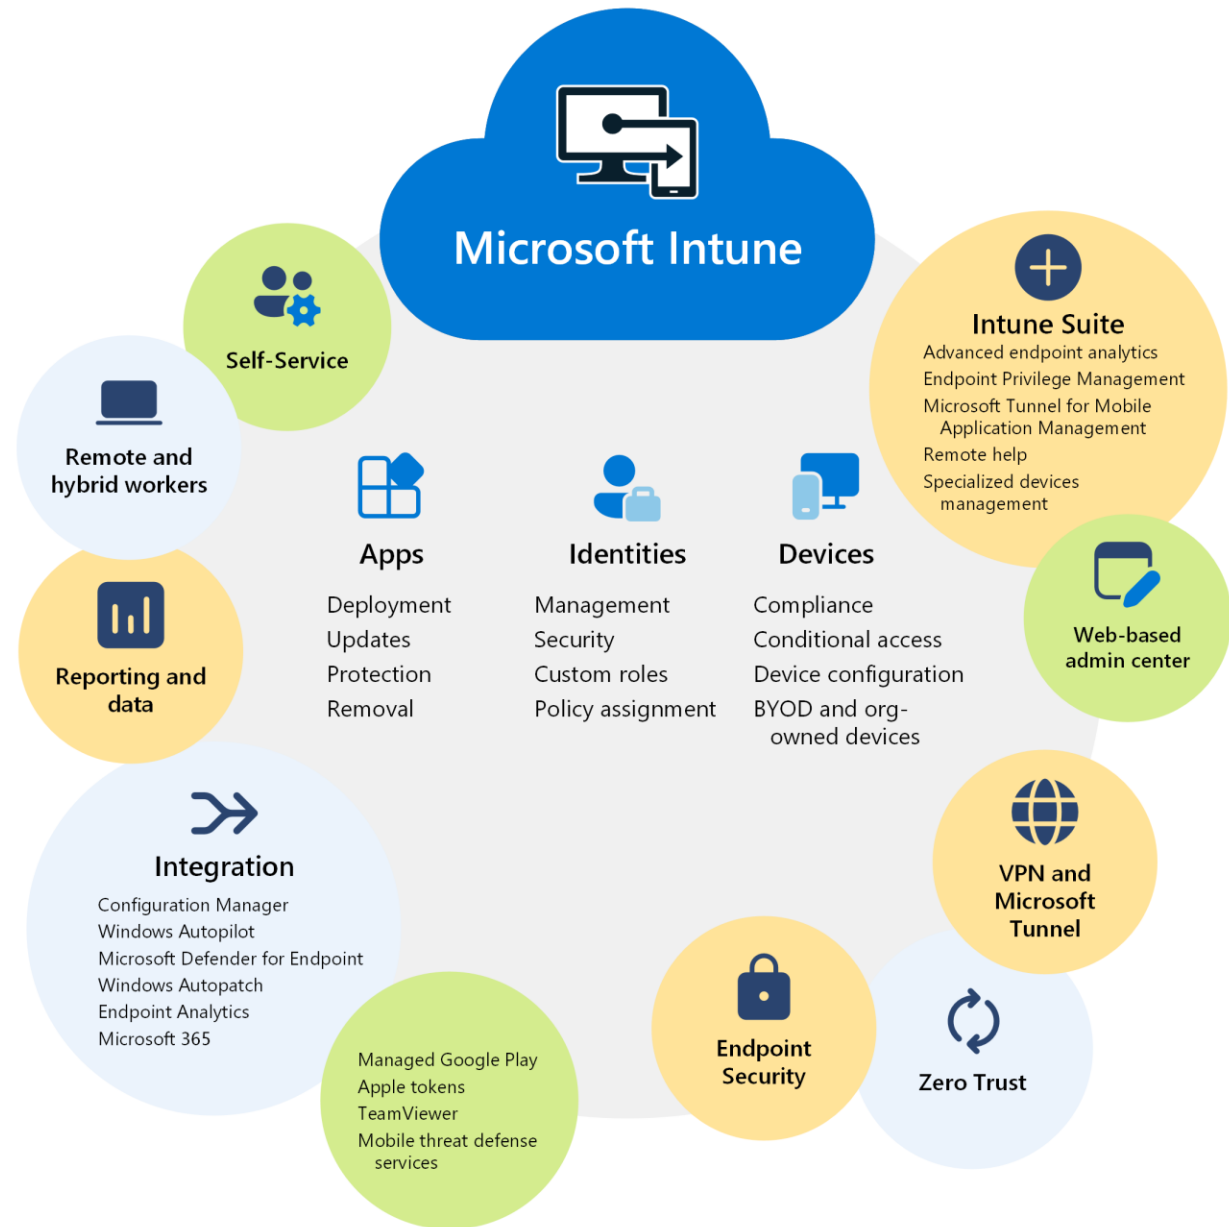 Microsoft Intune
Self-Service
Remote and
hybrid workers
Reporting and
data
Integration
Configuration Manager
Windows Autopilot
Microsoft Defender for Endpoint
Windows Autopatch
Endpoint Analytics
Microsoft 365
Managed Google Play
Apple tokens
TeamViewer
Mobile threat defense
services
Apps
Deployment
Updates
Protection
Removal
Identities
Management
Security
Custom roles
Policy assignment
Devices
Compliance
Conditional access
Device configuration
BYOD and org-
owned devices
Intune Suite
Advanced endpoint analytics
Endpoint Privilege Management
Microsoft Tunnel for Mobile
Application Management
Remote help
Specialized devices
management
Web-based
admin center
VPN and
Microsoft
Tunnel
Zero Trust
Endpoint
Security